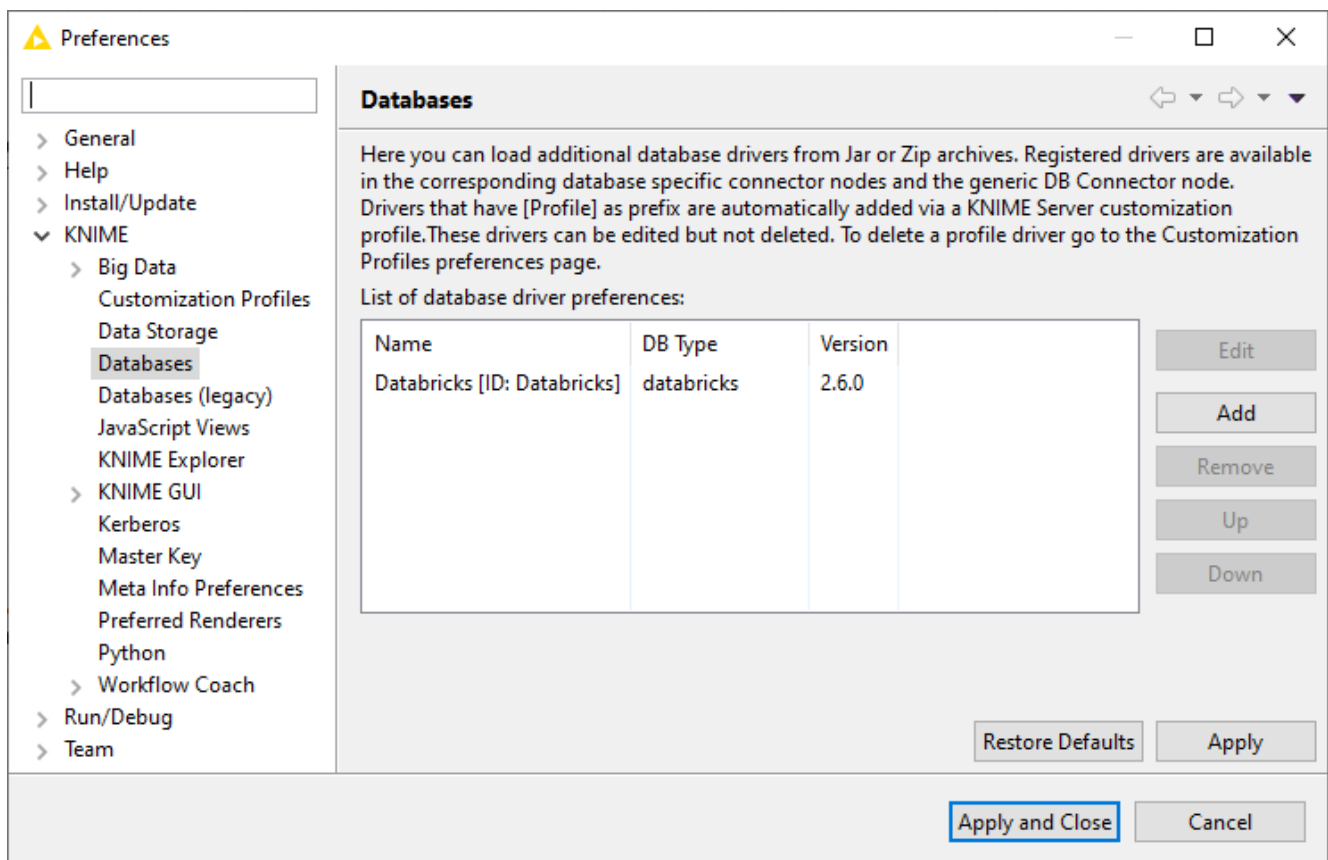 Preferences
Databases
General
Help
Install/Update
KNIME
Big Data
Customization Profiles
Data Storage
Databases
Databases (legacy)
JavaScript Views
KNIME Explorer
KNIME GUI
Kerberos
Master Key
Meta Info Preferences
Preferred Renderers
Python
Workflow Coach
Run/Debug
Team
Here you can load additional database drivers from Jar or Zip archives. Registered drivers are available
in the corresponding database specific connector nodes and the generic DB Connector node.
Drivers that have [Profile] as prefix are automatically added via a KNIME Server customization
profile.These drivers can be edited but not deleted. To delete a profile driver go to the Customization
Profiles preferences page.
List of database driver preferences:
Name DB Type Version
Databricks [ID: Databricks] databricks 2.6.0
Edit
Add
Remove
Up
Down
Restore Defaults Apply
Apply and Close Cancel